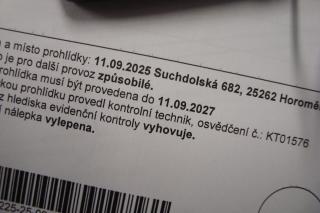 a místo prohlídky: 11.09.2025 Suchdolská 682, 25262 Horoměř
o je pro další provoz způsobilé.
rohlídka musí být provedena do 11.09.2027
kou prohlídku provedl kontrolní technik, osvědčení č.: KT01576
z hlediska evidenční kontroly vyhovuje.
í nálepka vylepena.